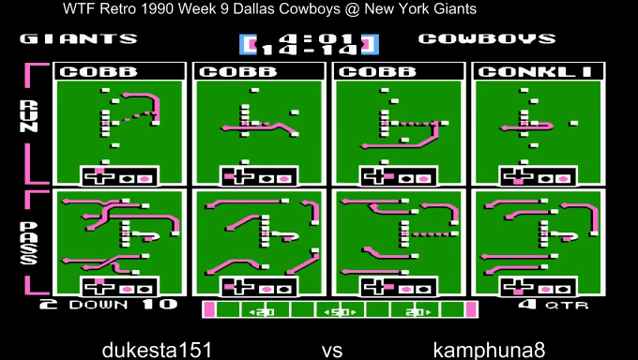 WTF Retro 1990 Week 9 Dallas Cowboys @ New York Giants
GIANTS 4:01 COWBOYS
14-14
COBB COBB COBB CONKLI
RUN
PASS
2 DOWN 10 4 QTR
◂20 ◂50▸ 20▸
dukesta151 vs kamphuna8